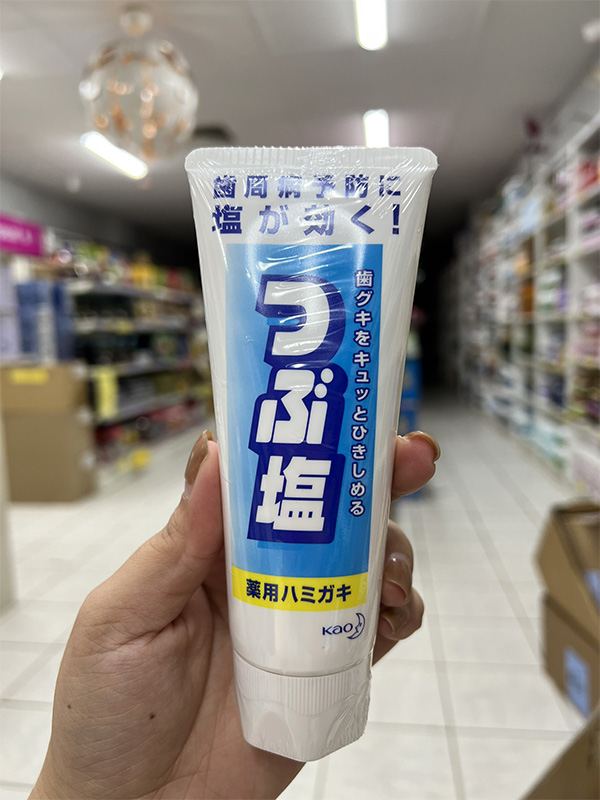 歯周病予防に
塩が効く!
つぶ塩
歯グキをキュッとひきしめる
薬用ハミガキ
Kao